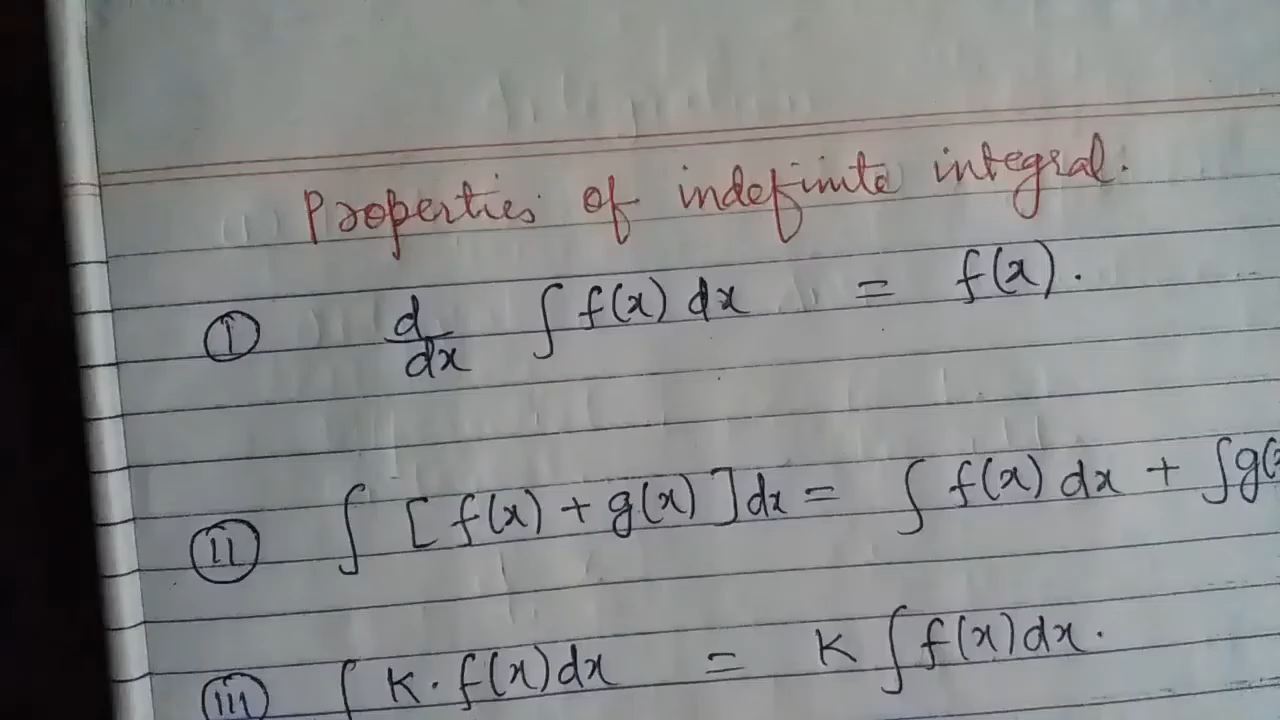 Properties of indefinite integral.
(i) d/dx ∫ f(x) dx = f(x).
(ii) ∫ [f(x) + g(x)] dx = ∫ f(x) dx + ∫ g(
(iii) ∫ K · f(x) dx = K ∫ f(x) dx.